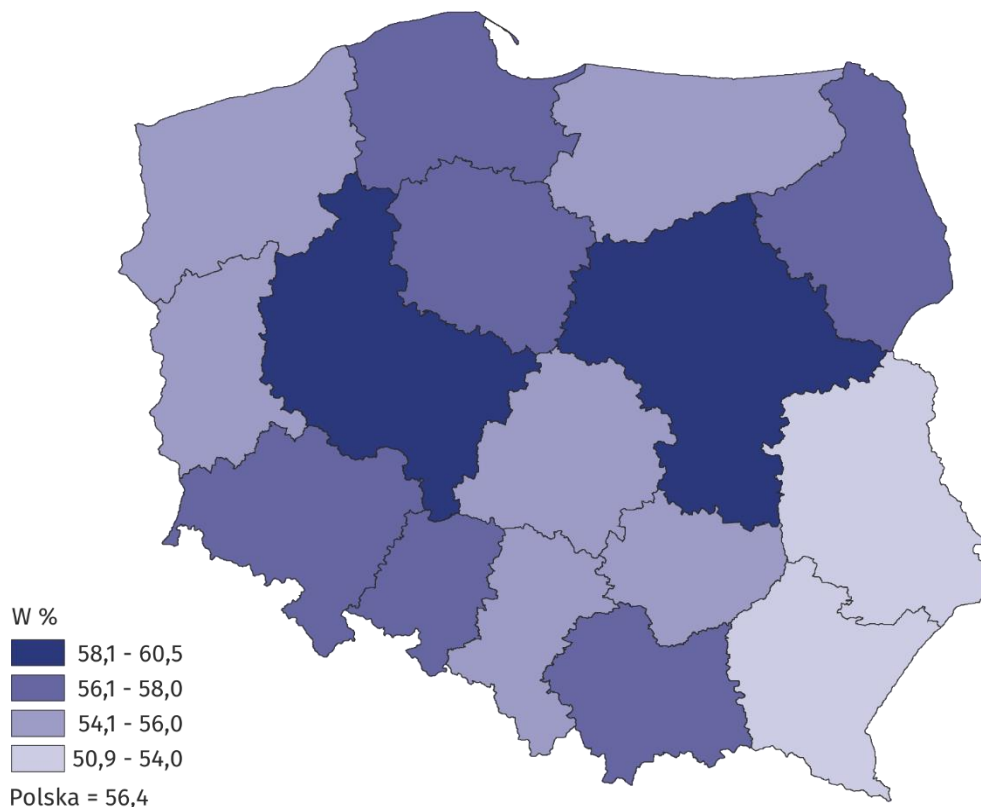 W %
58,1 - 60,5
56,1 - 58,0
54,1 - 56,0
50,9 - 54,0
Polska = 56,4